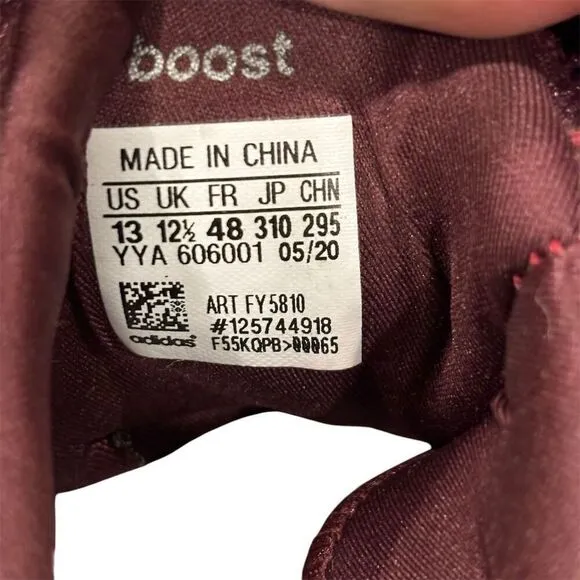 boost
MADE IN CHINA
US UK FR JP CHN
13 12½ 48 310 295
YYA 606001 05/20
ART FY5810
#125744918
adidas F55KQPB>00065